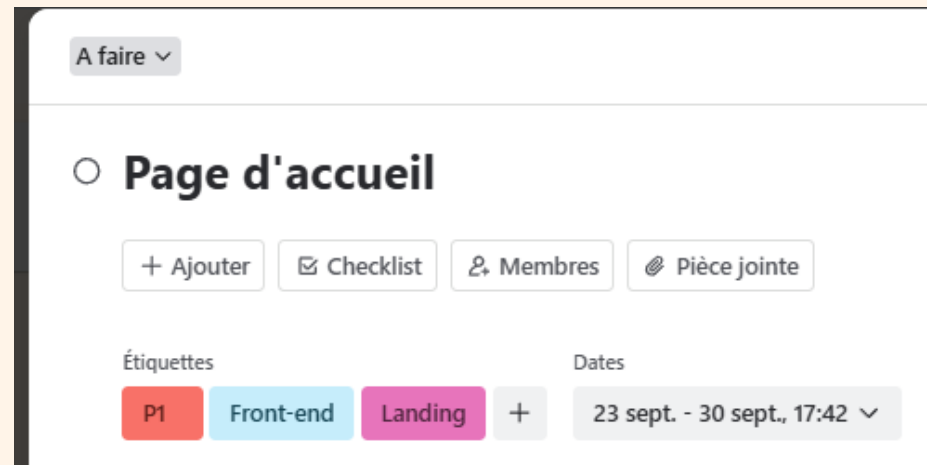 A faire
Page d'accueil
+ Ajouter Checklist Membres Pièce jointe
Étiquettes Dates
P1 Front-end Landing + 23 sept. - 30 sept., 17:42